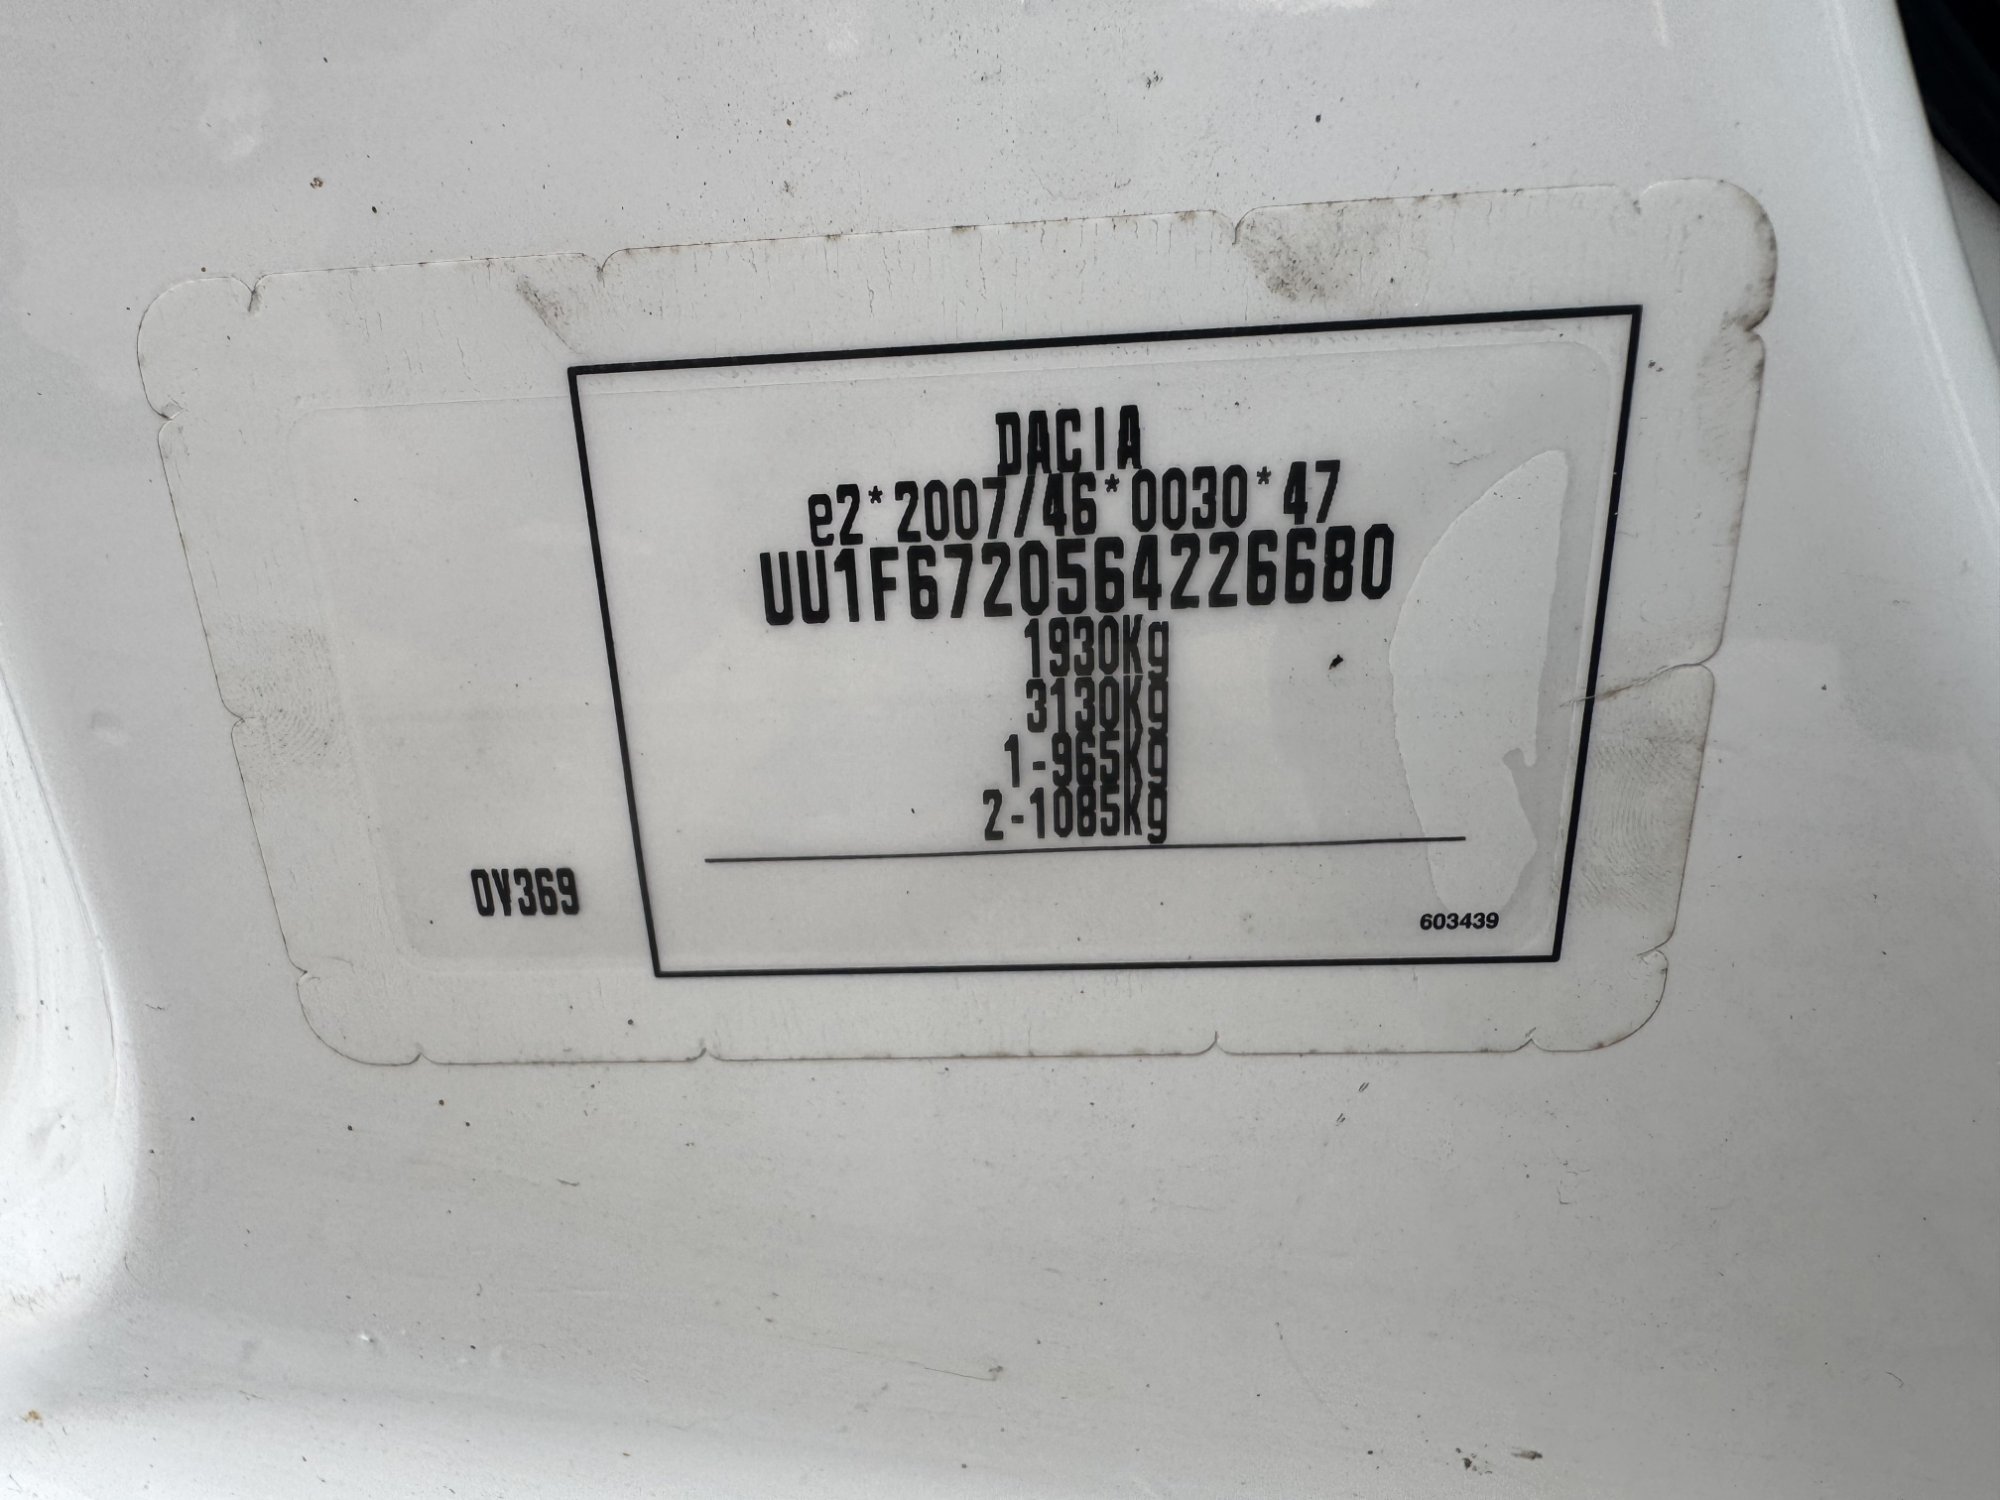 DACIA
e2*2007/46*0030*47
UU1F6720564226680
1930Kg
3130Kg
1-965Kg
2-1085Kg
0V369
603439